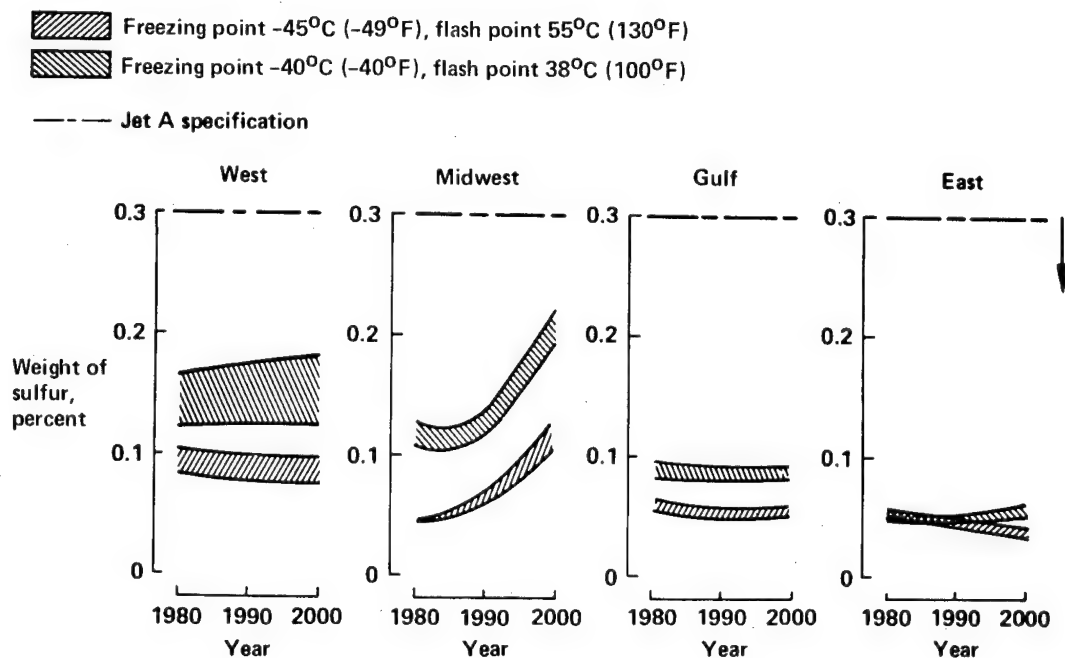 Freezing point –45°C (–49°F), flash point 55°C (130°F)
Freezing point –40°C (–40°F), flash point 38°C (100°F)
Jet A specification
West
Midwest
Gulf
East
0.3
0.2
0.1
0
0.3
0.2
0.1
0
0.3
0.2
0.1
0
0.3
0.2
0.1
0
Weight of
sulfur,
percent
1980 1990 2000
Year
1980 1990 2000
Year
1980 1990 2000
Year
1980 1990 2000
Year